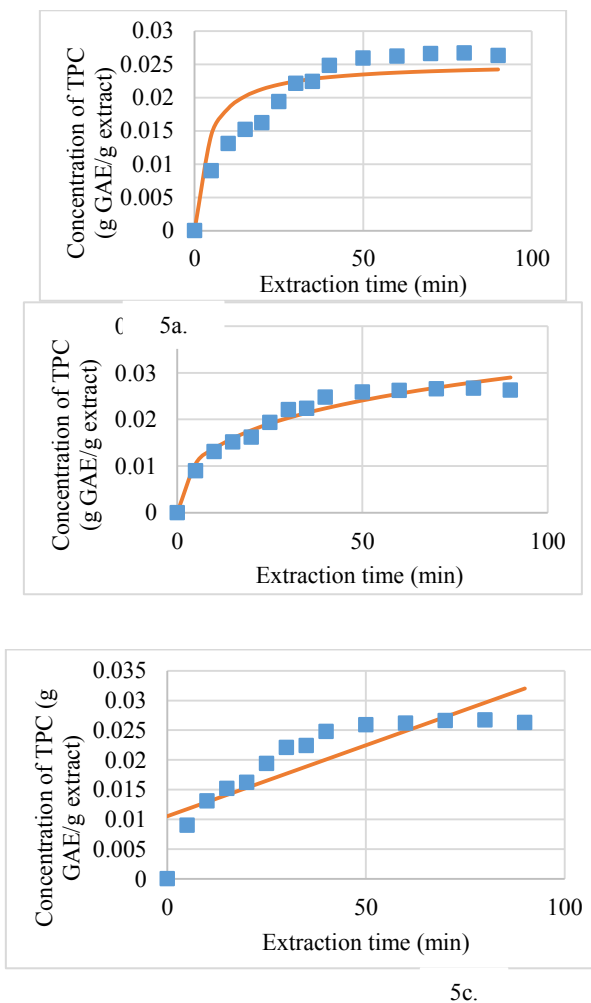 Concentration of TPC
(g GAE/g extract)
0.03
0.025
0.02
0.015
0.01
0.005
0
0
50
100
Extraction time (min)
5a.
Concentration of TPC
(g GAE/g extract)
0.03
0.02
0.01
0
0
50
100
Extraction time (min)
Concentration of TPC (g
GAE/g extract)
0.035
0.03
0.025
0.02
0.015
0.01
0.005
0
0
50
100
Extraction time (min)
5c.